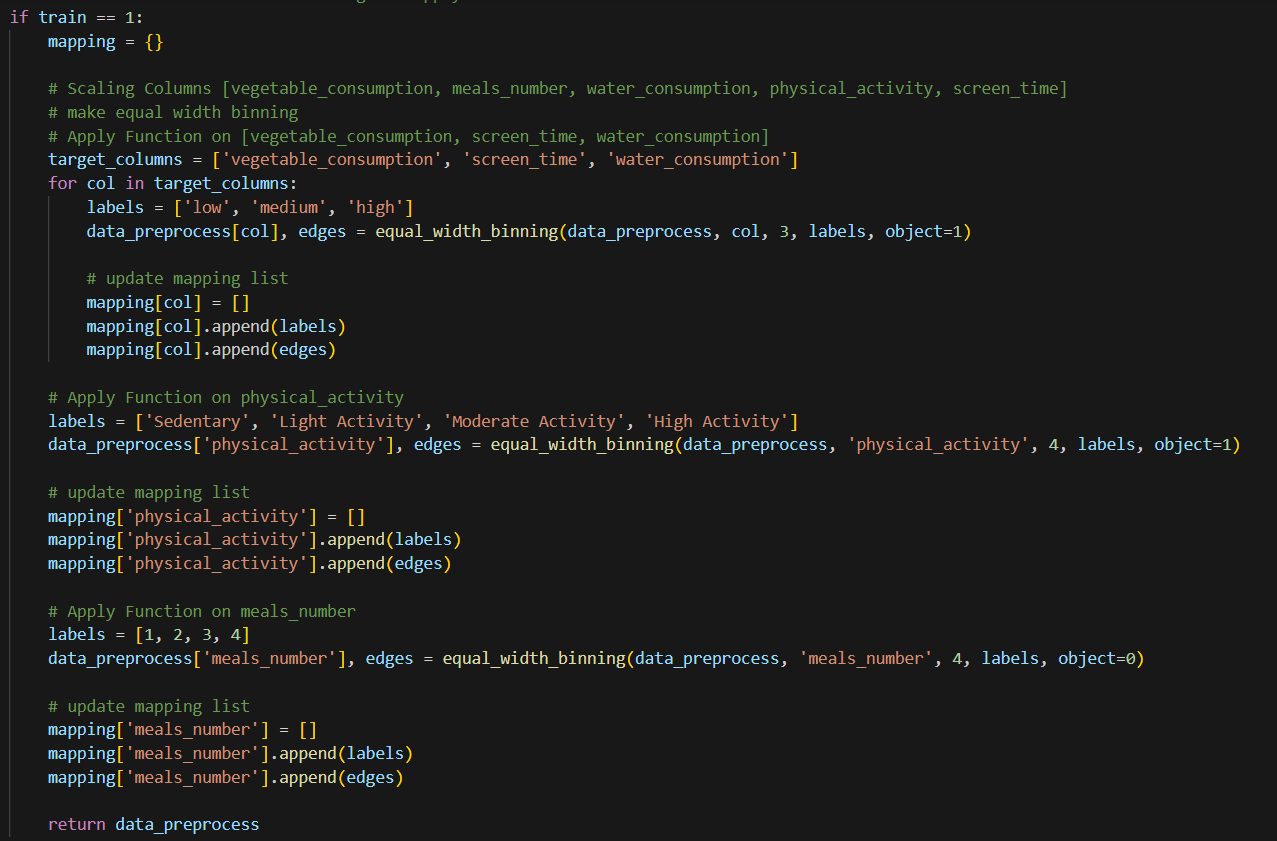 if train == 1:
    mapping = {}

    # Scaling Columns [vegetable_consumption, meals_number, water_consumption, physical_activity, screen_time]
    # make equal width binning
    # Apply Function on [vegetable_consumption, screen_time, water_consumption]
    target_columns = ['vegetable_consumption', 'screen_time', 'water_consumption']
    for col in target_columns:
        labels = ['low', 'medium', 'high']
        data_preprocess[col], edges = equal_width_binning(data_preprocess, col, 3, labels, object=1)

        # update mapping list
        mapping[col] = []
        mapping[col].append(labels)
        mapping[col].append(edges)

    # Apply Function on physical_activity
    labels = ['Sedentary', 'Light Activity', 'Moderate Activity', 'High Activity']
    data_preprocess['physical_activity'], edges = equal_width_binning(data_preprocess, 'physical_activity', 4, labels, object=1)

    # update mapping list
    mapping['physical_activity'] = []
    mapping['physical_activity'].append(labels)
    mapping['physical_activity'].append(edges)

    # Apply Function on meals_number
    labels = [1, 2, 3, 4]
    data_preprocess['meals_number'], edges = equal_width_binning(data_preprocess, 'meals_number', 4, labels, object=0)

    # update mapping list
    mapping['meals_number'] = []
    mapping['meals_number'].append(labels)
    mapping['meals_number'].append(edges)

    return data_preprocess